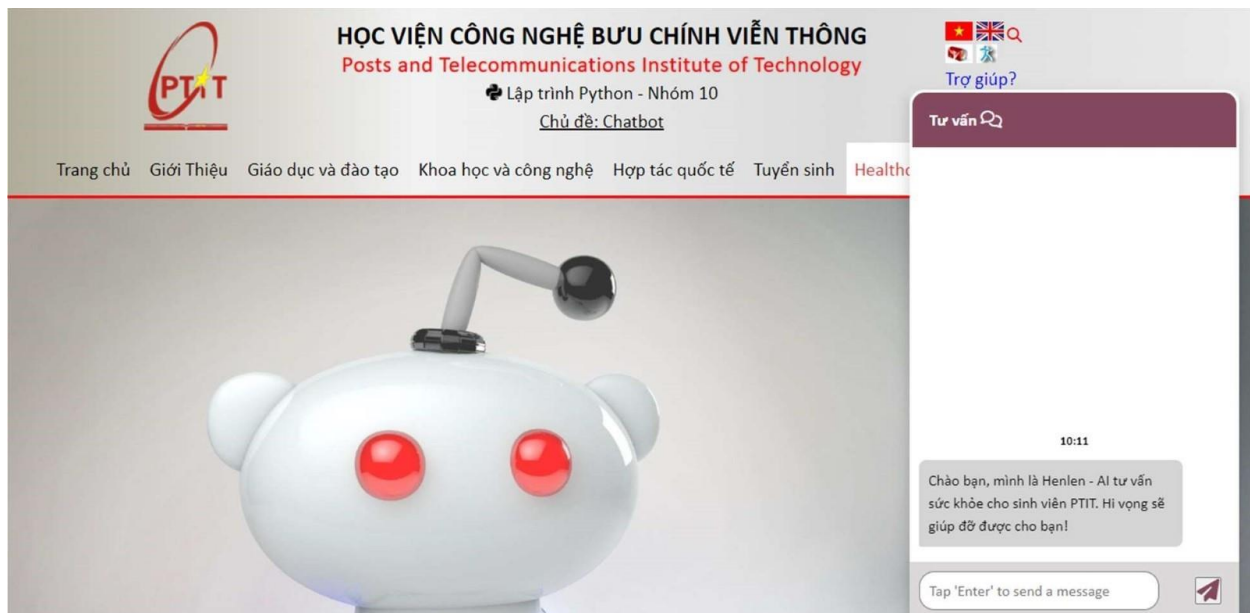 PTIT
HỌC VIỆN CÔNG NGHỆ BƯU CHÍNH VIỄN THÔNG
Posts and Telecommunications Institute of Technology
Lập trình Python - Nhóm 10
Chủ đề: Chatbot
Trợ giúp?
Trang chủ Giới Thiệu Giáo dục và đào tạo Khoa học và công nghệ Hợp tác quốc tế Tuyển sinh Healthc
Tư vấn
10:11
Chào bạn, mình là Henlen - AI tư vấn
sức khỏe cho sinh viên PTIT. Hi vọng sẽ
giúp đỡ được cho bạn!
Tap 'Enter' to send a message